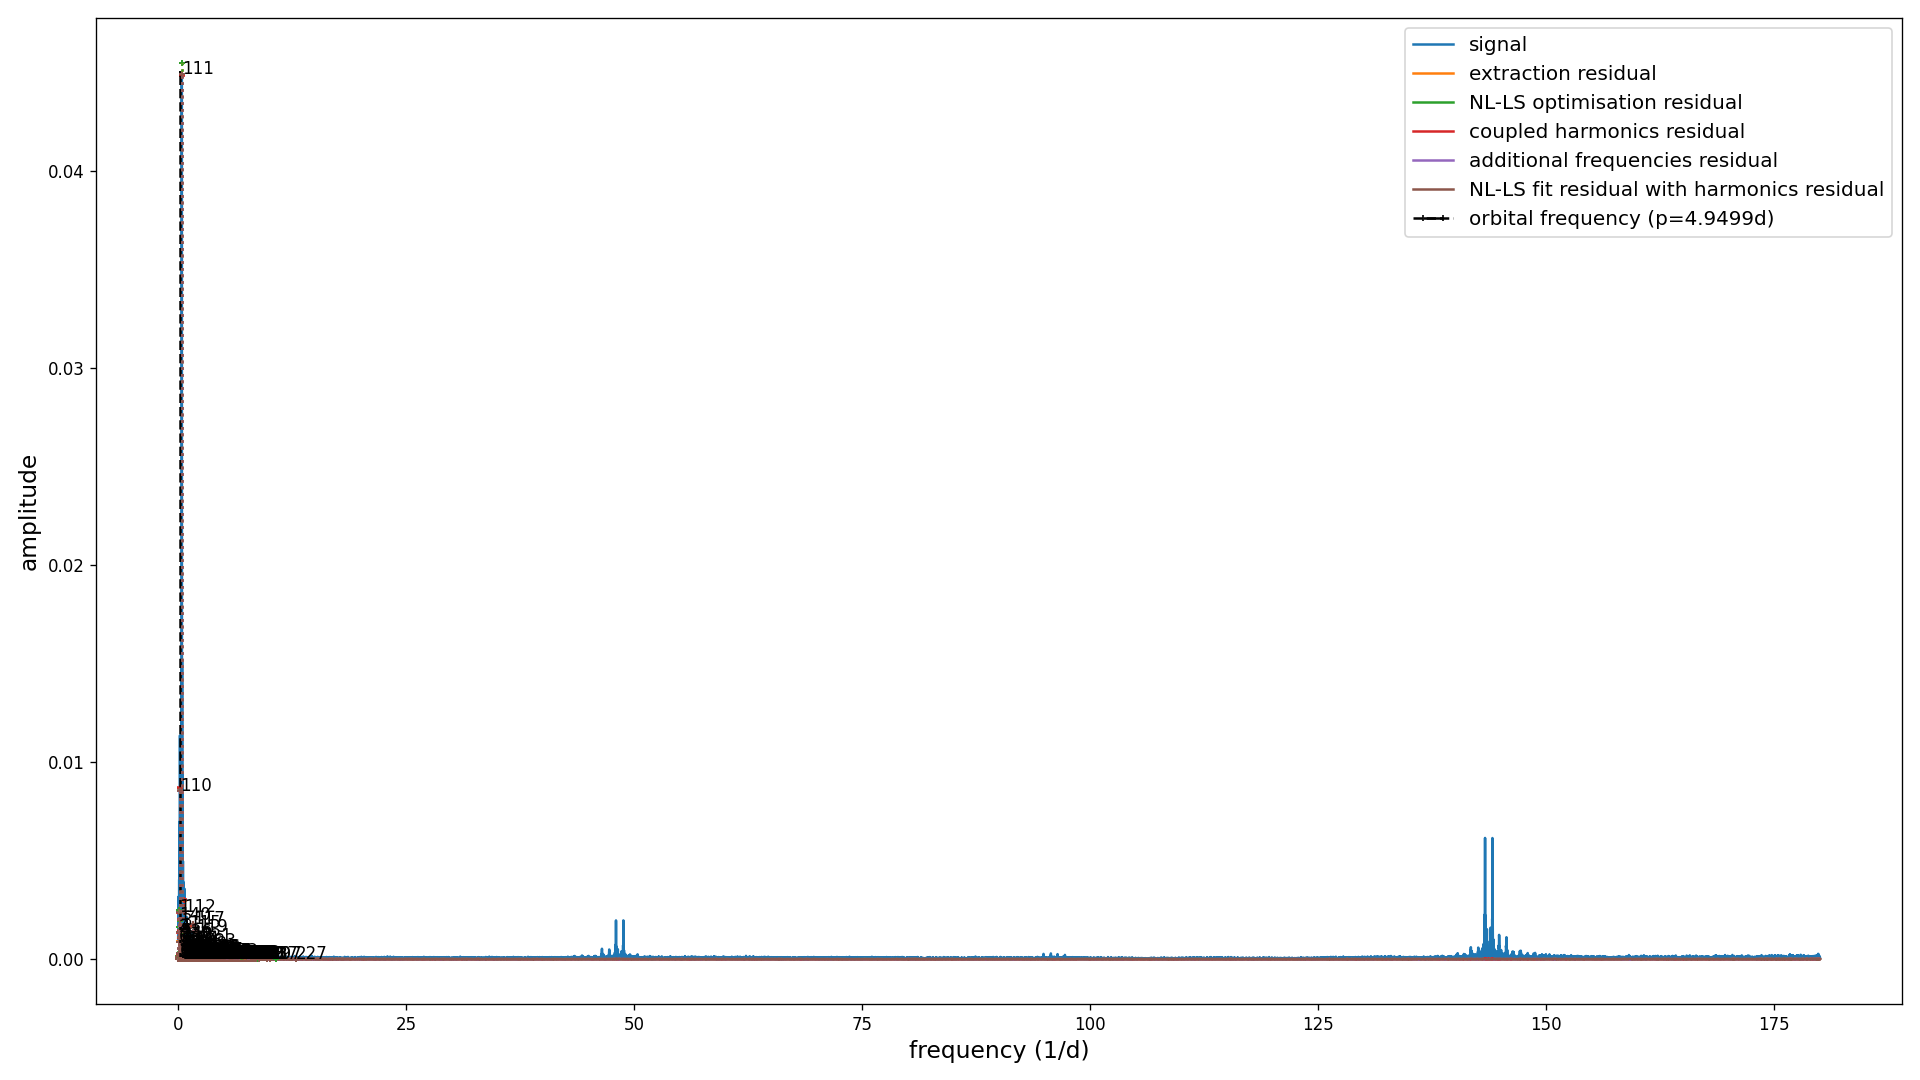 signal
extraction residual
NL-LS optimisation residual
coupled harmonics residual
additional frequencies residual
NL-LS fit residual with harmonics residual
orbital frequency (p=4.9499d)
111
110
112
0.04
0.03
0.02
0.01
0.00
amplitude
0
25
50
75
100
125
150
175
frequency (1/d)